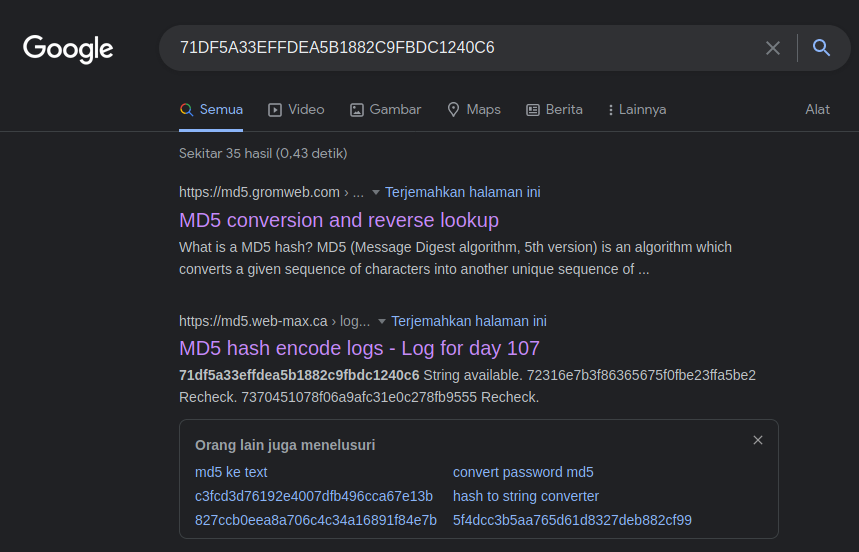 Google
71DF5A33EFFDEA5B1882C9FBDC1240C6
Semua Video Gambar Maps Berita Lainnya Alat
Sekitar 35 hasil (0,43 detik)
https://md5.gromweb.com › ... Terjemahkan halaman ini
MD5 conversion and reverse lookup
What is a MD5 hash? MD5 (Message Digest algorithm, 5th version) is an algorithm which
converts a given sequence of characters into another unique sequence of ...
https://md5.web-max.ca › log... Terjemahkan halaman ini
MD5 hash encode logs - Log for day 107
71df5a33effdea5b1882c9fbdc1240c6 String available. 72316e7b3f86365675f0fbe23ffa5be2
Recheck. 7370451078f06a9afc31e0c278fb9555 Recheck.
Orang lain juga menelusuri
md5 ke text convert password md5
c3fcd3d76192e4007dfb496cca67e13b hash to string converter
827ccb0eea8a706c4c34a16891f84e7b 5f4dcc3b5aa765d61d8327deb882cf99